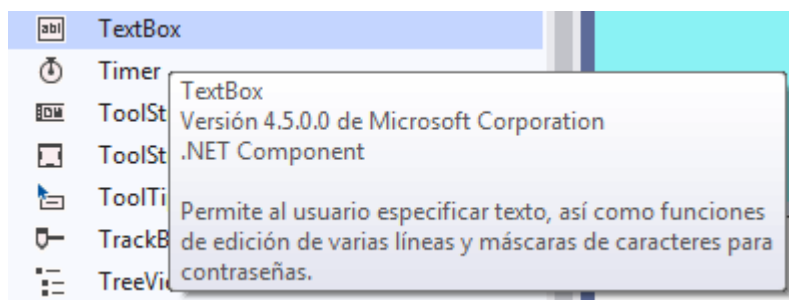 TextBox
Timer
ToolSt
ToolSt
ToolTi
TrackB
TreeVi
TextBox
Versión 4.5.0.0 de Microsoft Corporation
.NET Component
Permite al usuario especificar texto, así como funciones
de edición de varias líneas y máscaras de caracteres para
contraseñas.